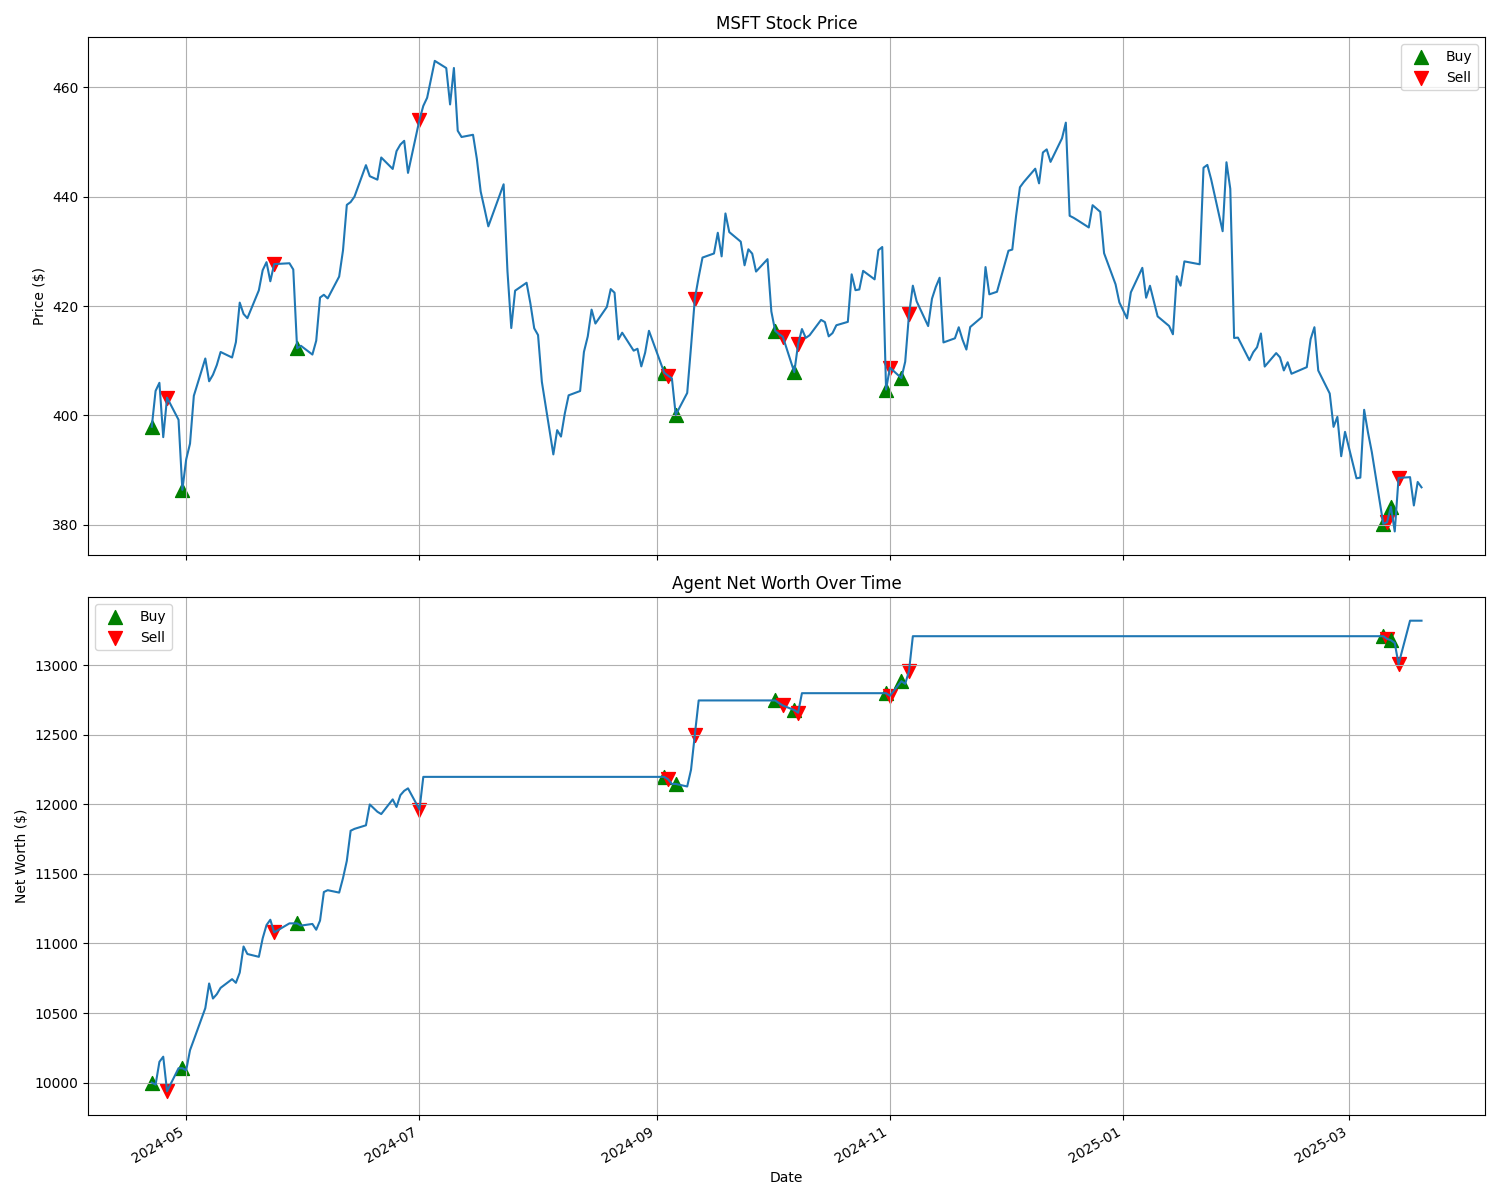 MSFT Stock Price
Buy
Sell
Price ($)
460
440
420
400
380
Agent Net Worth Over Time
Buy
Sell
Net Worth ($)
13000
12500
12000
11500
11000
10500
10000
2024-05
2024-07
2024-09
2024-11
2025-01
2025-03
Date